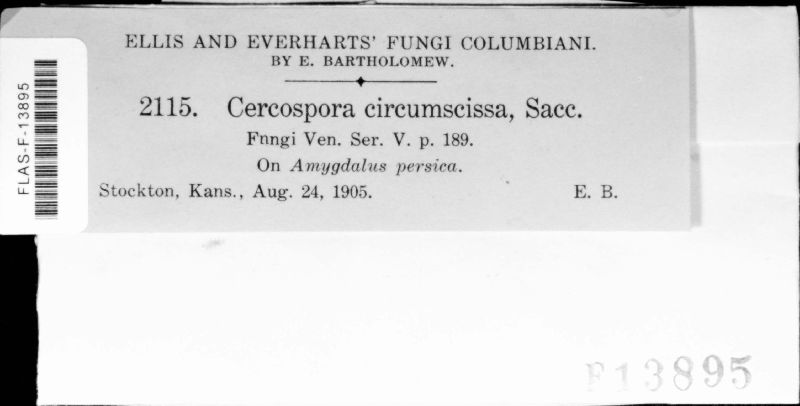 ELLIS AND EVERHARTS' FUNGI COLUMBIANI.
BY E. BARTHOLOMEW.
2115. Cercospora circumscissa, Sacc.
Fnngi Ven. Ser. V. p. 189.
On Amygdalus persica.
Stockton, Kans., Aug. 24, 1905. E. B.
FLAS-F-13895
F13895